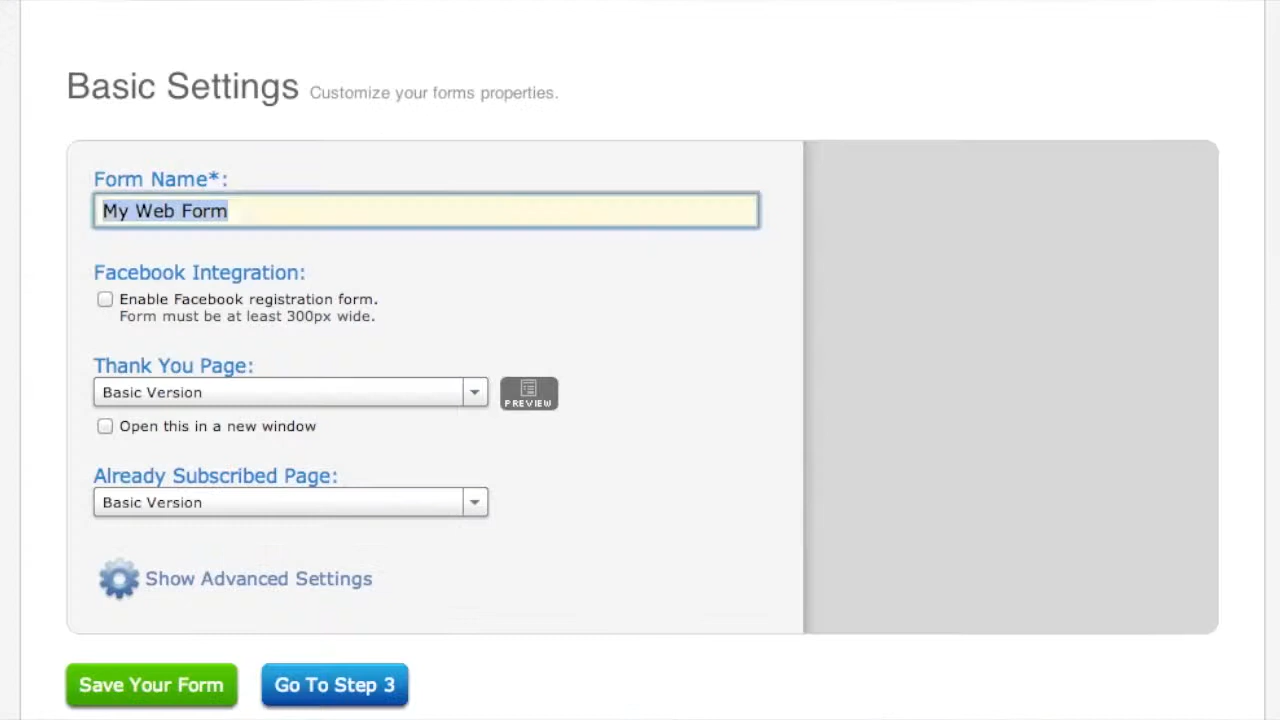 Basic Settings Customize your forms properties.
Form Name*:
My Web Form
Facebook Integration:
Enable Facebook registration form.
Form must be at least 300px wide.
Thank You Page:
Basic Version
PREVIEW
Open this in a new window
Already Subscribed Page:
Basic Version
Show Advanced Settings
Save Your Form Go To Step 3